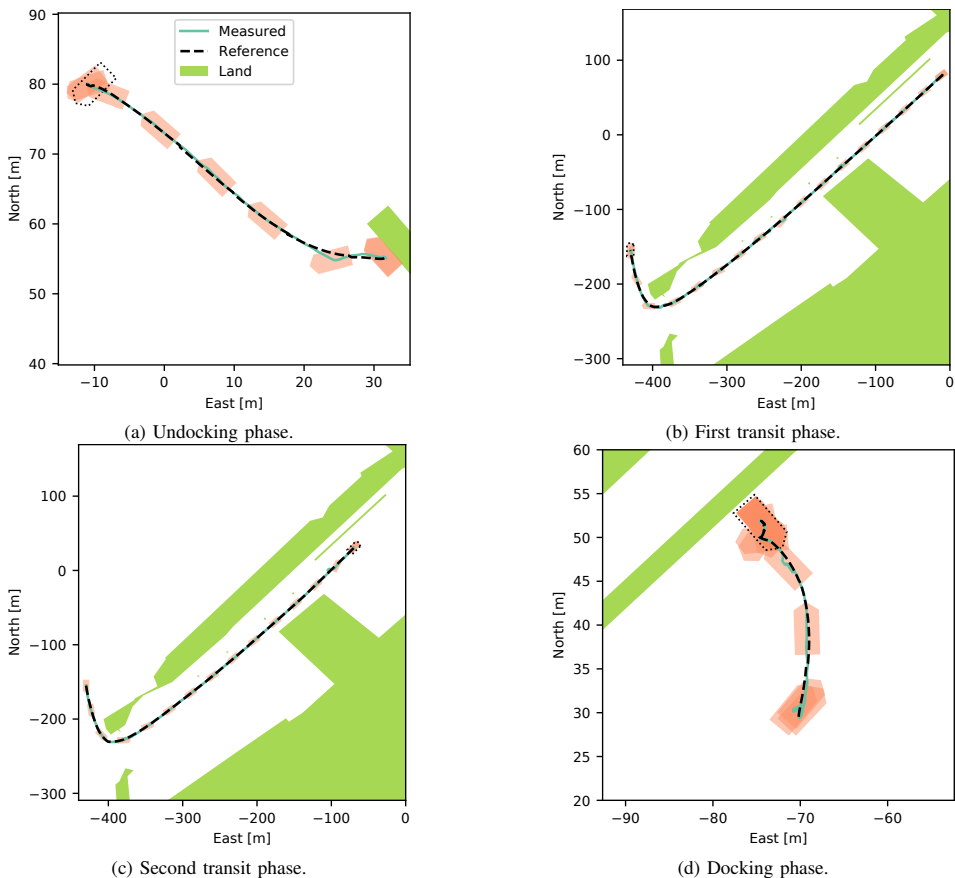 90
80
70
60
50
40
North [m]
Measured
Reference
Land
−10
0
10
20
30
East [m]
(a) Undocking phase.
100
0
−100
−200
−300
North [m]
−400
−300
−200
−100
0
East [m]
(b) First transit phase.
100
0
−100
−200
−300
North [m]
−400
−300
−200
−100
0
East [m]
(c) Second transit phase.
60
55
50
45
40
35
30
25
20
North [m]
−90
−80
−70
−60
East [m]
(d) Docking phase.